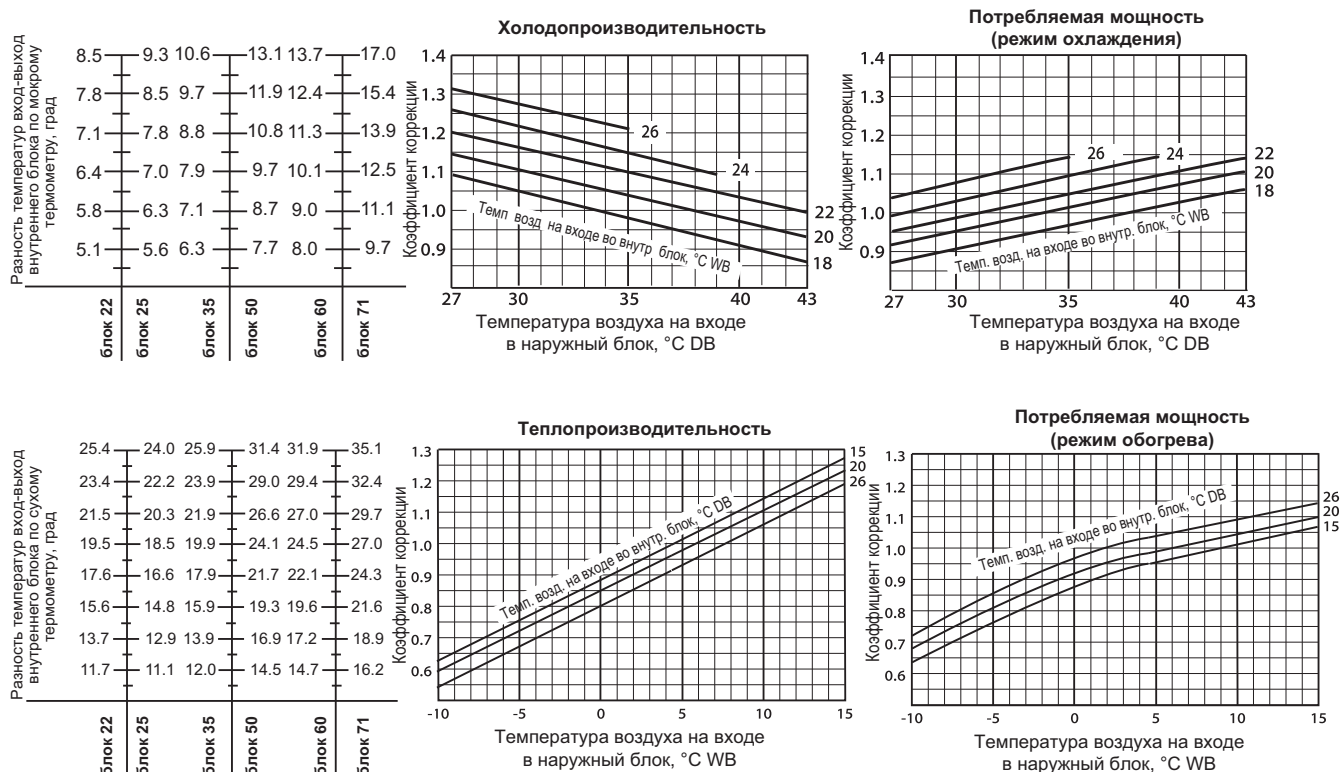 Холодопроизводительность
Разность температур вход-выход
внутреннего блока по мокрому
термометру, град
8.5 9.3 10.6 13.1 13.7 17.0
7.8 8.5 9.7 11.9 12.4 15.4
7.1 7.8 8.8 10.8 11.3 13.9
6.4 7.0 7.9 9.7 10.1 12.5
5.8 6.3 7.1 8.7 9.0 11.1
5.1 5.6 6.3 7.7 8.0 9.7
блок 22
блок 25
блок 35
блок 50
блок 60
блок 71
Коэффициент коррекции
1.4
1.3
1.2
1.1
1.0
0.9
26
24
22
20
18
Темп возд на входе во внутр блок, °C WB
27 30 35 40 43
Температура воздуха на входе
в наружный блок, °C DB
Потребляемая мощность
(режим охлаждения)
Коэффициент коррекции
1.4
1.3
1.2
1.1
1.0
0.9
26
24
22
20
18
Темп. возд. на входе во внутр. блок, °C WB
27 30 35 40 43
Температура воздуха на входе
в наружный блок, °C DB
Разность температур вход-выход
внутреннего блока по сухому
термометру, град
25.4 24.0 25.9 31.4 31.9 35.1
23.4 22.2 23.9 29.0 29.4 32.4
21.5 20.3 21.9 26.6 27.0 29.7
19.5 18.5 19.9 24.1 24.5 27.0
17.6 16.6 17.9 21.7 22.1 24.3
15.6 14.8 15.9 19.3 19.6 21.6
13.7 12.9 13.9 16.9 17.2 18.9
11.7 11.1 12.0 14.5 14.7 16.2
блок 22
блок 25
блок 35
блок 50
блок 60
блок 71
Теплопроизводительность
Коэффициент коррекции
1.3
1.2
1.1
1.0
0.9
0.8
0.7
0.6
15
20
26
Темп. возд. на входе во внутр. блок, °C DB
-10 -5 0 5 10 15
Температура воздуха на входе
в наружный блок, °C WB
Потребляемая мощность
(режим обогрева)
Коэффициент коррекции
1.3
1.2
1.1
1.0
0.9
0.8
0.7
0.6
26
20
15
Темп. возд. на входе во внутр. блок, °C DB
-10 -5 0 5 10 15
Температура воздуха на входе
в наружный блок, °C WB